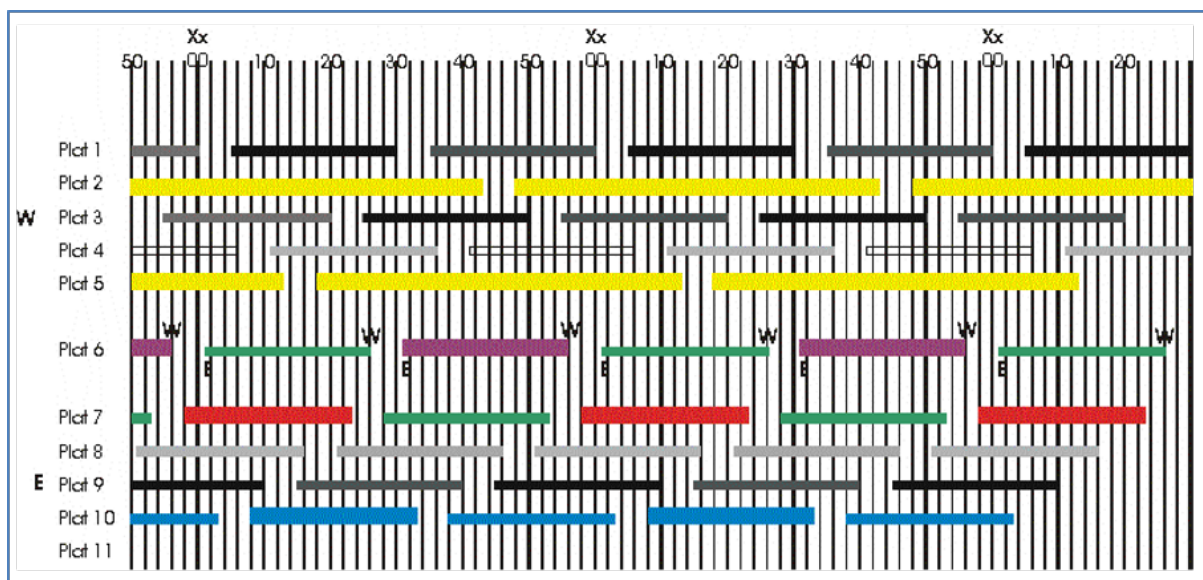 Xx Xx Xx
50 00 10 20 30 40 50 00 10 20 30 40 50 00 10 20
Plat 1
Plat 2
W Plat 3
Plat 4
Plat 5
W W W W W W
Plat 6
E E E E E
Plat 7
Plat 8
E Plat 9
Plat 10
Plat 11